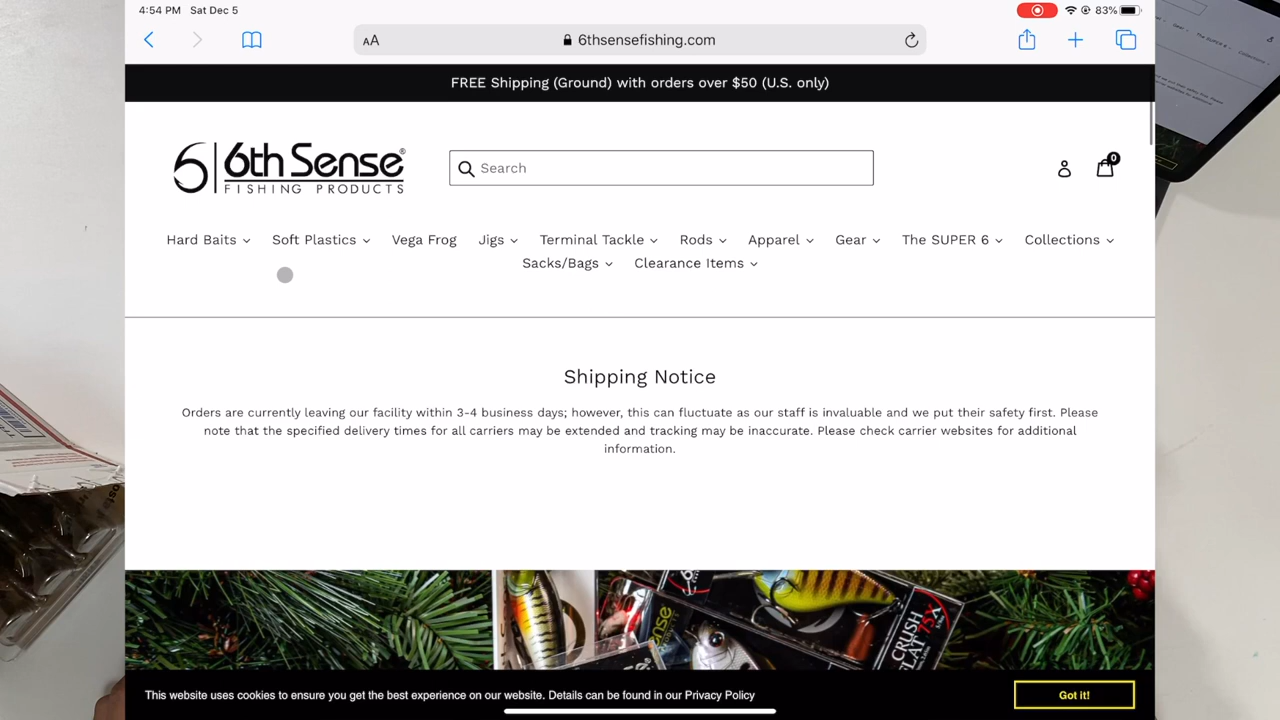 4:54 PM Sat Dec 5
83%
AA
6thsensefishing.com
FREE Shipping (Ground) with orders over $50 (U.S. only)
6 6th Sense®
FISHING PRODUCTS
Search
0
Hard Baits Soft Plastics Vega Frog Jigs Terminal Tackle Rods Apparel Gear The SUPER 6 Collections
Sacks/Bags Clearance Items
Shipping Notice
Orders are currently leaving our facility within 3-4 business days; however, this can fluctuate as our staff is invaluable and we put their safety first. Please
note that the specified delivery times for all carriers may be extended and tracking may be inaccurate. Please check carrier websites for additional
information.
CRUSH
FLAT 75X
This website uses cookies to ensure you get the best experience on our website. Details can be found in our Privacy Policy
Got it!